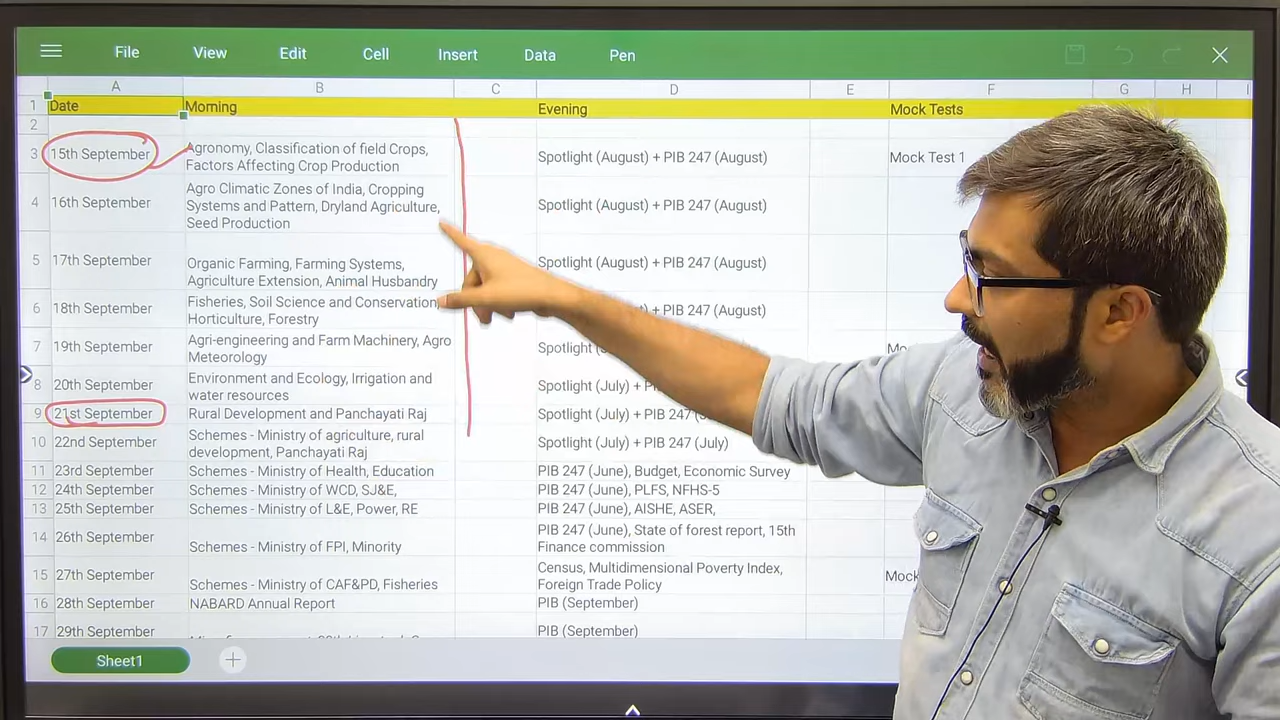 File View Edit Cell Insert Data Pen
A B C D E F G H I
1 Date Morning Evening Mock Tests
2
3 15th September Agronomy, Classification of field Crops, Spotlight (August) + PIB 247 (August) Mock Test 1
Factors Affecting Crop Production
4 16th September Agro Climatic Zones of India, Cropping Spotlight (August) + PIB 247 (August)
Systems and Pattern, Dryland Agriculture,
Seed Production
5 17th September Organic Farming, Farming Systems, Spotlight (August) + PIB 247 (August)
Agriculture Extension, Animal Husbandry
6 18th September Fisheries, Soil Science and Conservation, + PIB 247 (August)
Horticulture, Forestry
7 19th September Agri-engineering and Farm Machinery, Agro
Meteorology
8 20th September Environment and Ecology, Irrigation and Spotlight (July) +
water resources
9 21st September Rural Development and Panchayati Raj Spotlight (July) + PIB 247
10 22nd September Schemes - Ministry of agriculture, rural Spotlight (July) + PIB 247 (July)
development, Panchayati Raj
11 23rd September Schemes - Ministry of Health, Education PIB 247 (June), Budget, Economic Survey
12 24th September Schemes - Ministry of WCD, SJ&E, PIB 247 (June), PLFS, NFHS-5
13 25th September Schemes - Ministry of L&E, Power, RE PIB 247 (June), AISHE, ASER,
14 26th September Schemes - Ministry of FPI, Minority PIB 247 (June), State of forest report, 15th
Finance commission
15 27th September Schemes - Ministry of CAF&PD, Fisheries Census, Multidimensional Poverty Index, Mock
Foreign Trade Policy
16 28th September NABARD Annual Report PIB (September)
17 29th September PIB (September)
Sheet1